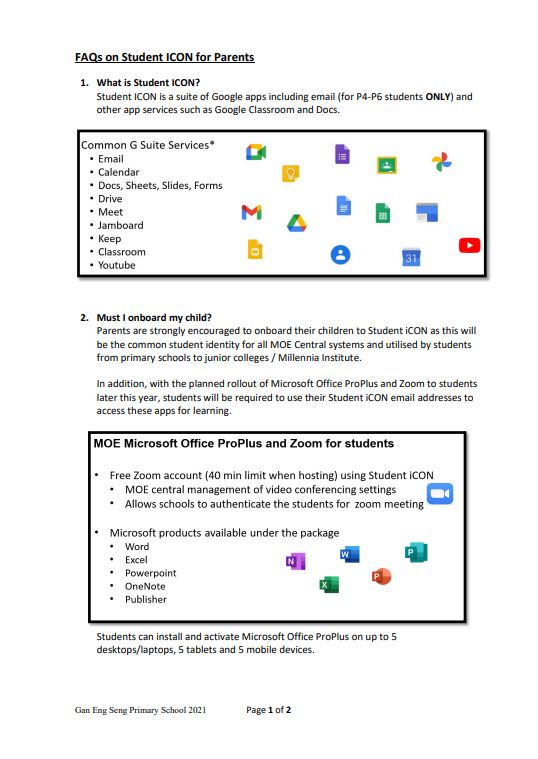 FAQs on Student ICON for Parents
1. What is Student ICON?
Student ICON is a suite of Google apps including email (for P4-P6 students ONLY) and
other app services such as Google Classroom and Docs.
Common G Suite Services*
• Email
• Calendar
• Docs, Sheets, Slides, Forms
• Drive
• Meet
• Jamboard
• Keep
• Classroom
• Youtube
31
2. Must I onboard my child?
Parents are strongly encouraged to onboard their children to Student iCON as this will
be the common student identity for all MOE Central systems and utilised by students
from primary schools to junior colleges / Millennia Institute.
In addition, with the planned rollout of Microsoft Office ProPlus and Zoom to students
later this year, students will be required to use their Student iCON email addresses to
access these apps for learning.
MOE Microsoft Office ProPlus and Zoom for students
• Free Zoom account (40 min limit when hosting) using Student iCON
• MOE central management of video conferencing settings
• Allows schools to authenticate the students for zoom meeting
• Microsoft products available under the package
• Word
• Excel
• Powerpoint
• OneNote
• Publisher
N
W
P
X
P
Students can install and activate Microsoft Office ProPlus on up to 5
desktops/laptops, 5 tablets and 5 mobile devices.
Gan Eng Seng Primary School 2021 Page 1 of 2